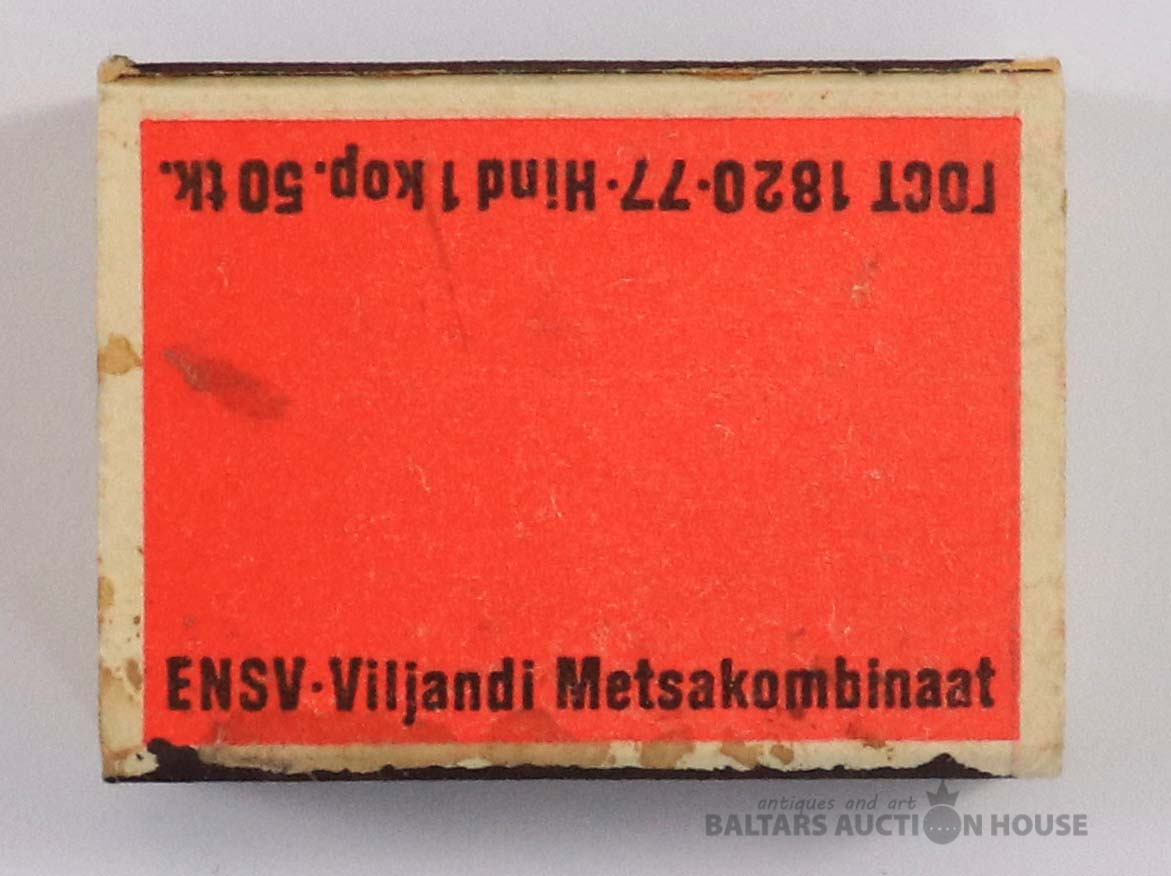 ГОСТ 1820-77·Hind 1 kop. 50 tk.
ENSV·Viljandi Metsakombinaat
antiques and art
BALTARS AUCTION HOUSE